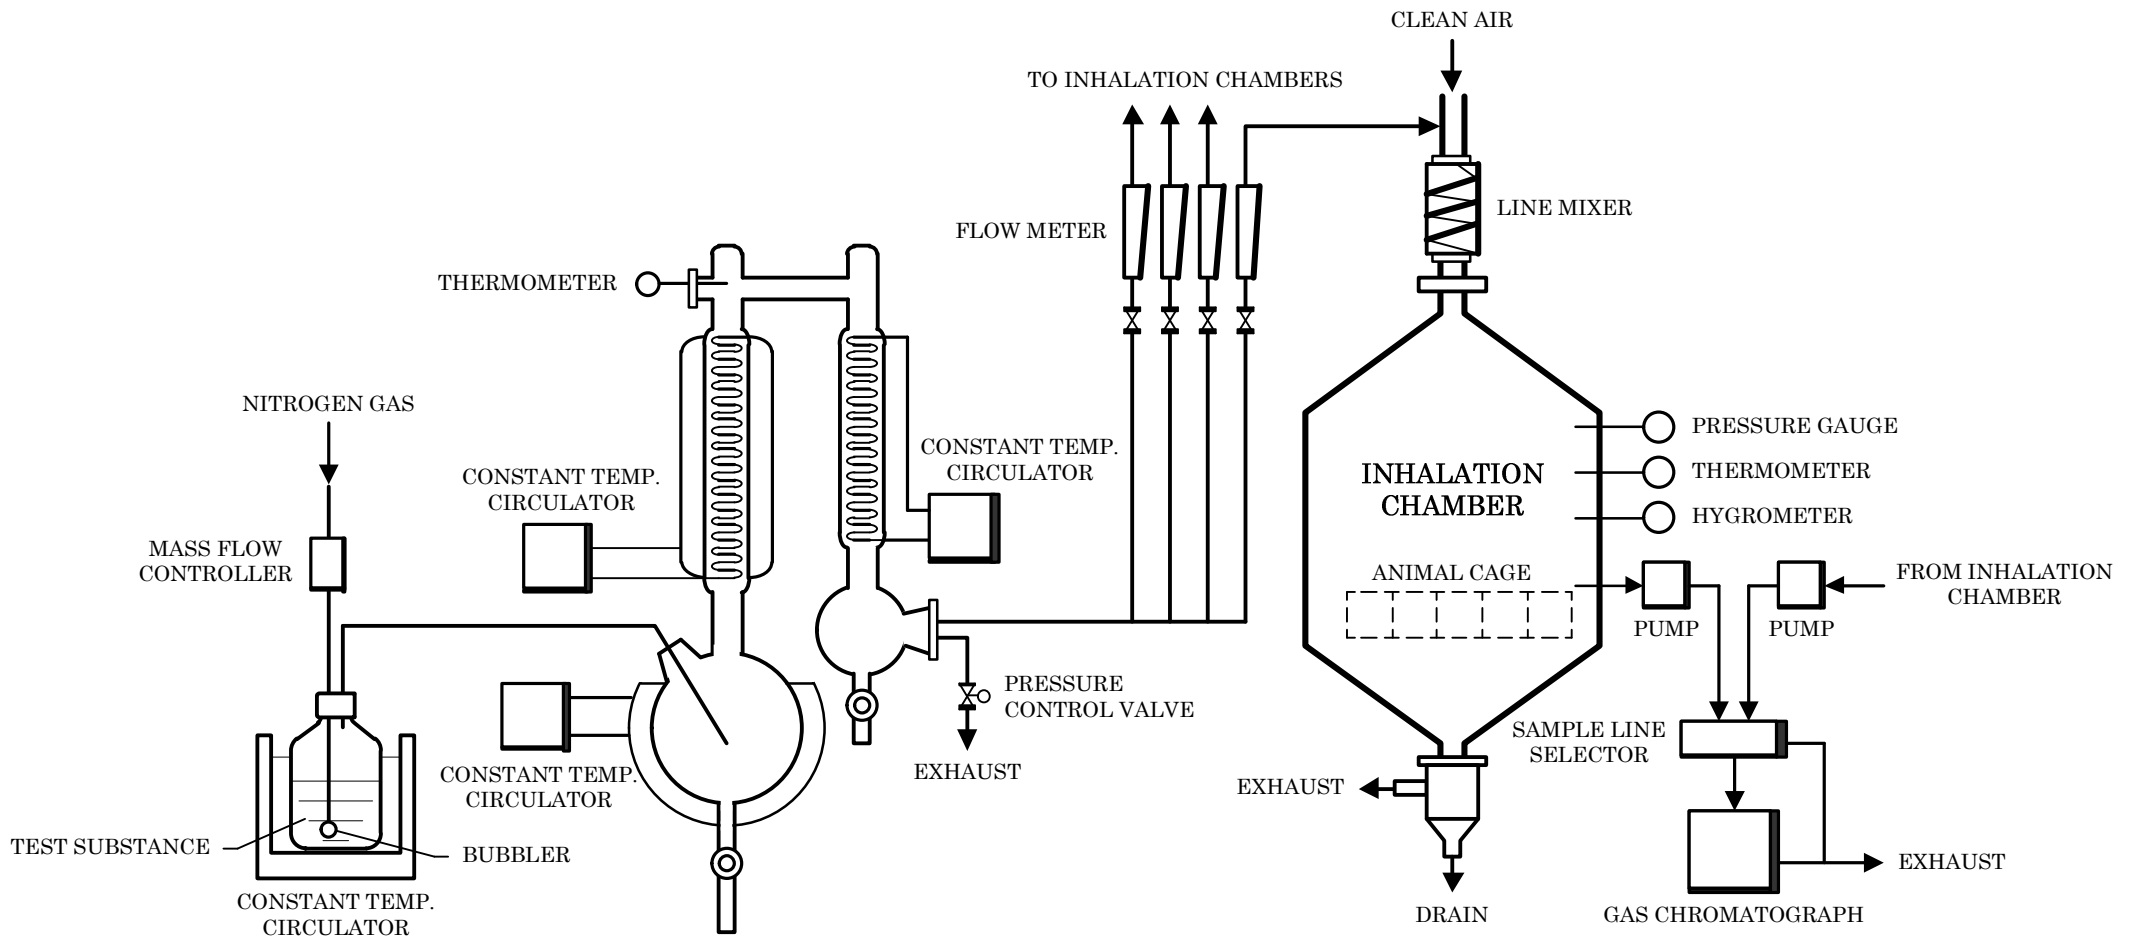 CLEAN AIR
TO INHALATION CHAMBERS
FLOW METER
LINE MIXER
THERMOMETER
NITROGEN GAS
CONSTANT TEMP.
CIRCULATOR
CONSTANT TEMP.
CIRCULATOR
MASS FLOW
CONTROLLER
INHALATION
CHAMBER
PRESSURE GAUGE
THERMOMETER
HYGROMETER
ANIMAL CAGE
PUMP
PUMP
FROM INHALATION
CHAMBER
PRESSURE
CONTROL VALVE
EXHAUST
CONSTANT TEMP.
CIRCULATOR
SAMPLE LINE
SELECTOR
EXHAUST
TEST SUBSTANCE
BUBBLER
CONSTANT TEMP.
CIRCULATOR
EXHAUST
DRAIN
GAS CHROMATOGRAPH